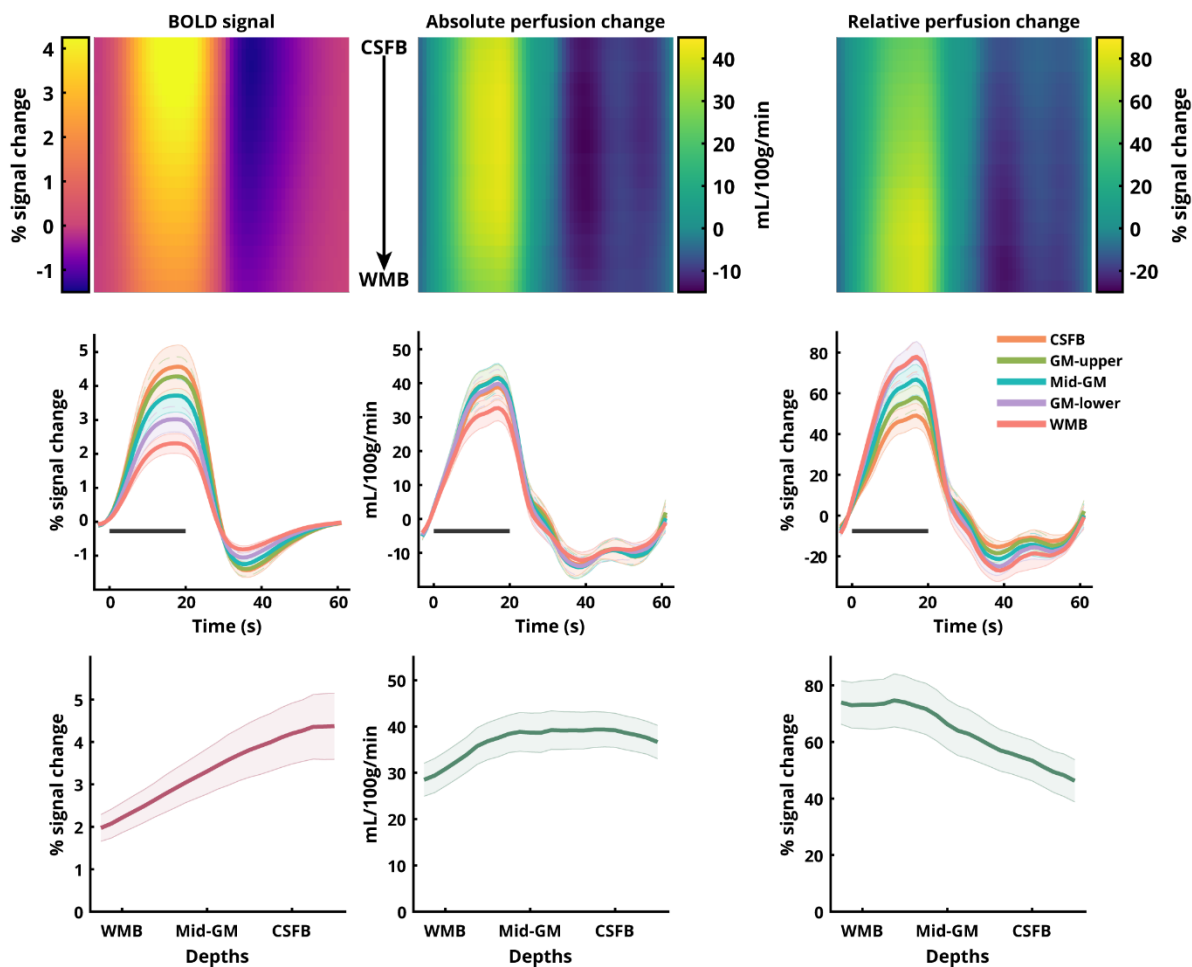 BOLD signal
Absolute perfusion change
Relative perfusion change
% signal change
4
3
2
1
0
-1
CSFB
WMB
40
30
20
10
0
-10
mL/100g/min
80
60
40
20
0
-20
% signal change
% signal change
5
4
3
2
1
0
-1
0
20
40
60
Time (s)
mL/100g/min
50
40
30
20
10
0
-10
0
20
40
60
Time (s)
% signal change
80
60
40
20
0
-20
0
20
40
60
Time (s)
CSFB
GM-upper
Mid-GM
GM-lower
WMB
% signal change
5
4
3
2
1
0
WMB
Mid-GM
CSFB
Depths
mL/100g/min
50
40
30
20
10
0
WMB
Mid-GM
CSFB
Depths
% signal change
80
60
40
20
0
WMB
Mid-GM
CSFB
Depths